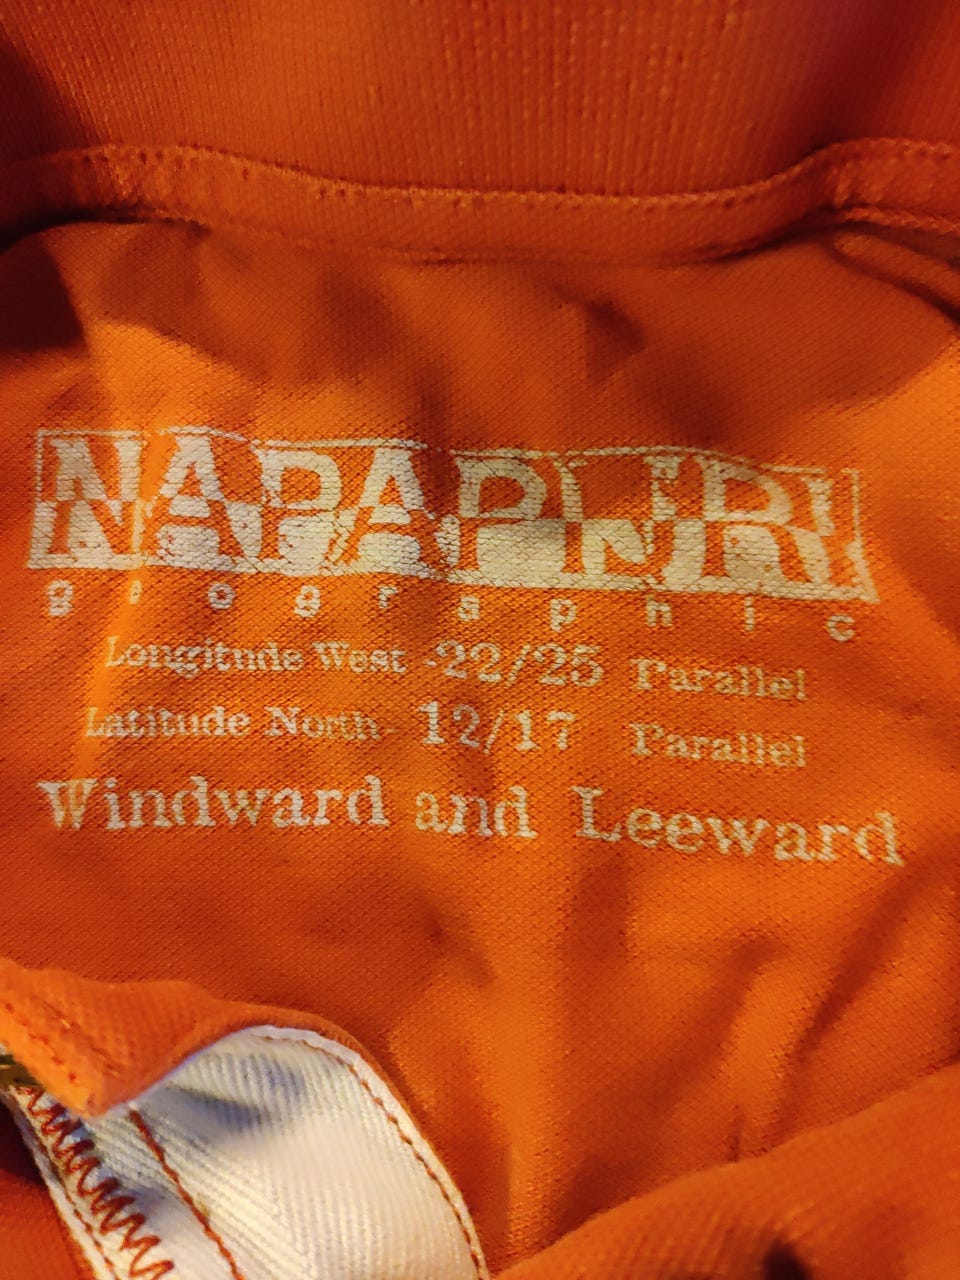 NAPAPIJRI
geographic
Longitude West -22/25 Parallel
Latitude North- 12/17 Parallel
Windward and Leeward